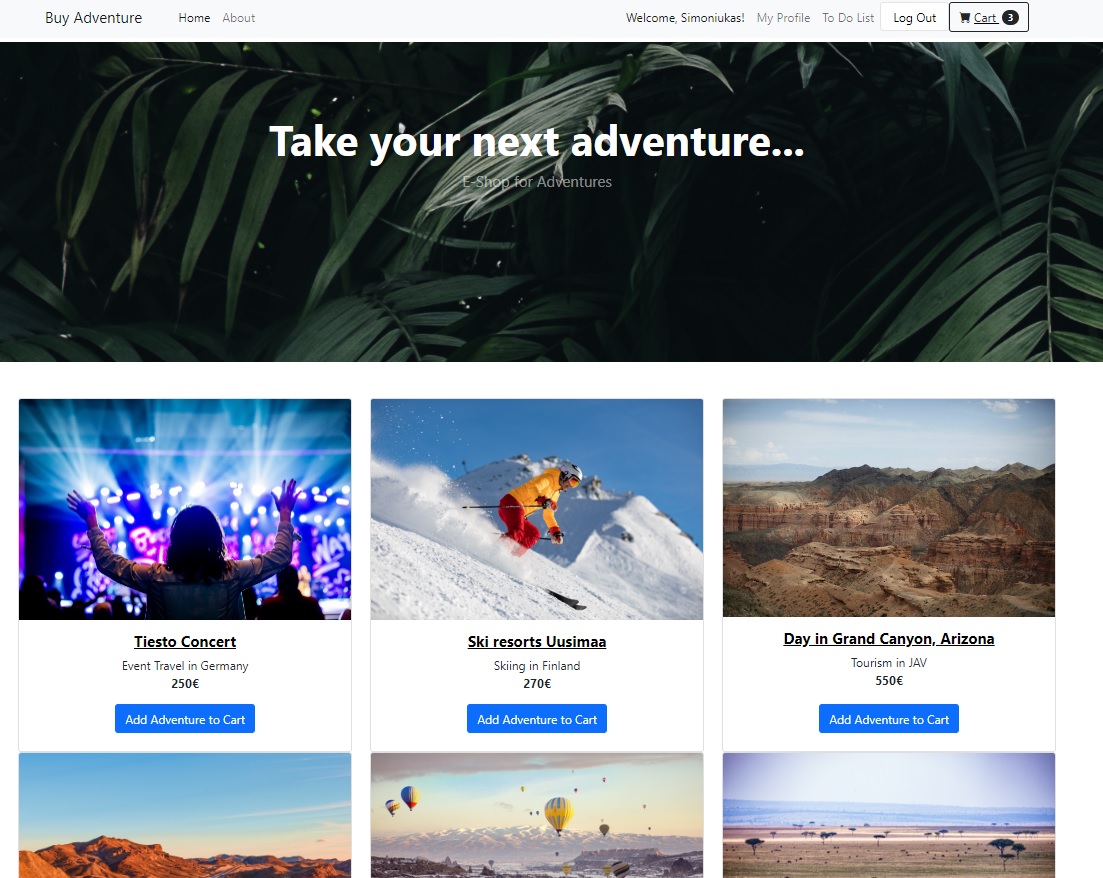 Buy Adventure Home About Welcome, Simoniukas! My Profile To Do List Log Out Cart 3
Take your next adventure...
E-Shop for Adventures
Tiesto Concert
Event Travel in Germany
250€
Add Adventure to Cart
Ski resorts Uusimaa
Skiing in Finland
270€
Add Adventure to Cart
Day in Grand Canyon, Arizona
Tourism in JAV
550€
Add Adventure to Cart